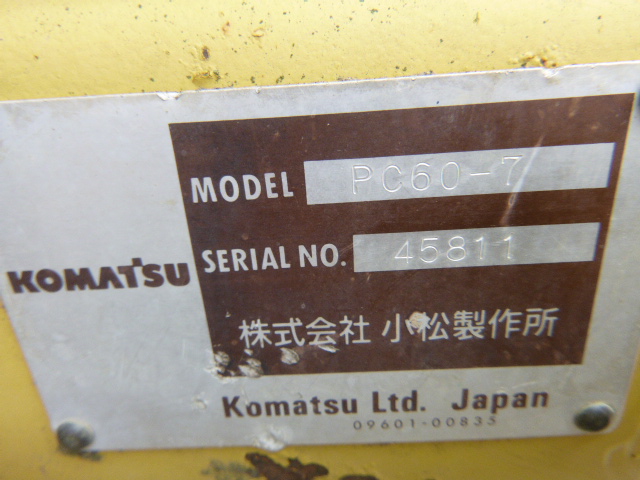 MODEL PC60-7
SERIAL NO. 45811
KOMATSU
株式会社 小松製作所
Komatsu Ltd. Japan
09601-00835